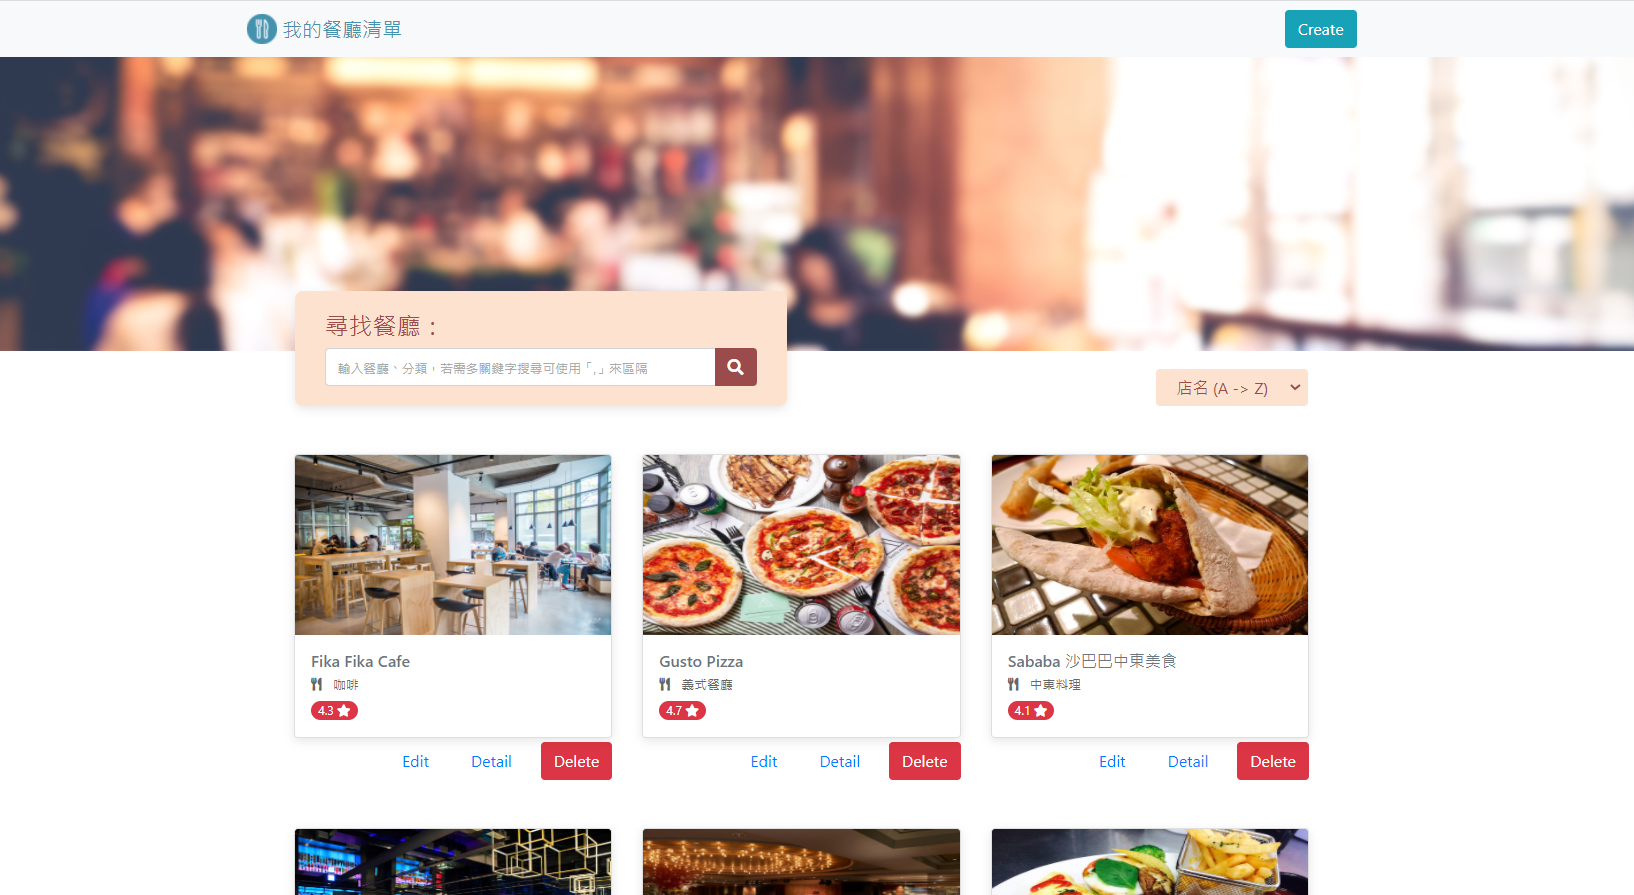 我的餐廳清單
Create
尋找餐廳：
輸入餐廳、分類，若需多關鍵字搜尋可使用「,」來區隔
店名 (A -> Z)
Fika Fika Cafe
咖啡
4.3
Edit Detail Delete
Gusto Pizza
義式餐廳
4.7
Edit Detail Delete
Sababa 沙巴巴中東美食
中東料理
4.1
Edit Detail Delete